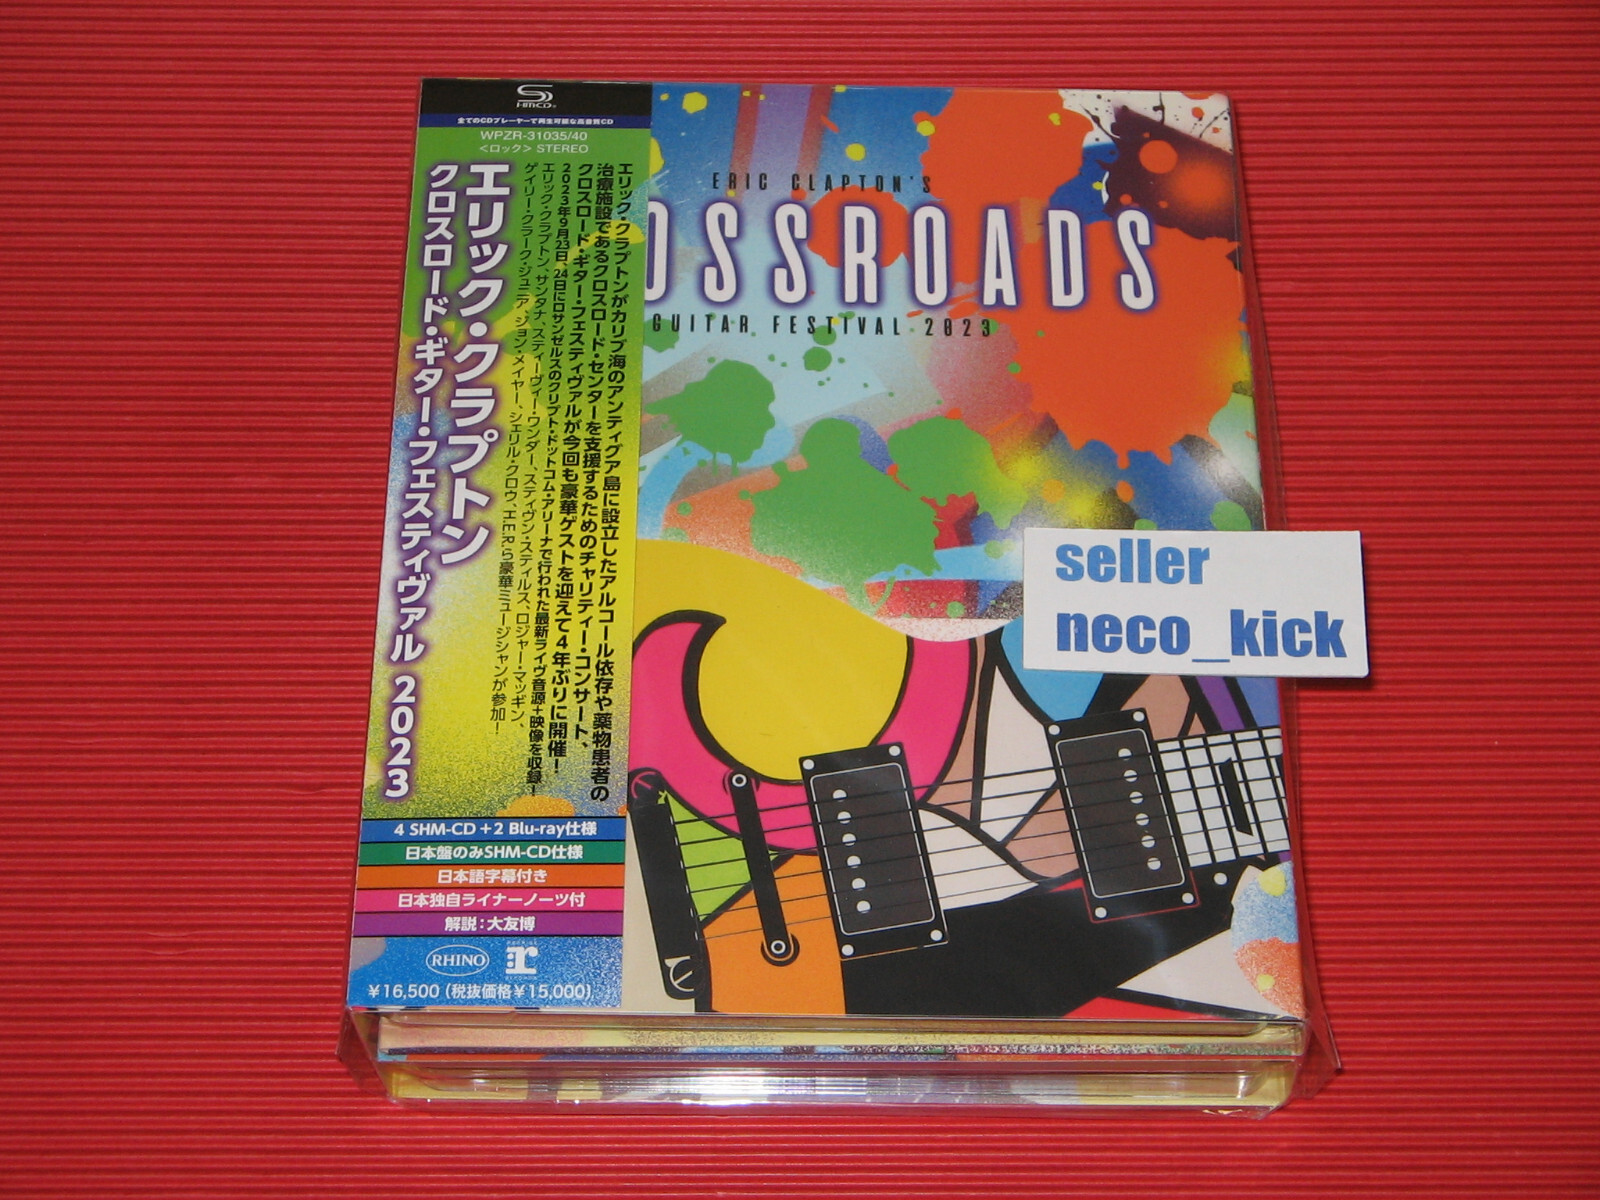 SHM-CD
全てのCDプレーヤーで再生可能な高音質CD
WPZR-31035/40
<ロック> STEREO
エリック・クラプトン
クロスロード・ギター・フェスティヴァル 2023
エリック・クラプトンがカリブ海のアンティグア島に設立したアルコール依存や薬物患者の
治療施設であるクロスロード・センターを支援するためのチャリティー・コンサート、
クロスロード・ギター・フェスティヴァルが今回も豪華ゲストを迎えて4年ぶりに開催！
2023年9月23日、24日にロサンゼルスのクリプト・ドットコム・アリーナで行われた最新ライヴ音源+映像を収録！
エリック・クラプトン、サンタナ、スティーヴィー・ワンダー、スティヴン・スティルス、ロジャー・マッギン、
ゲイリー・クラーク・ジュニア、ジョン・メイヤー、シェリル・クロウ、H.E.R.ら豪華ミュージシャンが参加！
4 SHM-CD +2 Blu-ray仕様
日本盤のみSHM-CD仕様
日本語字幕付き
日本独自ライナーノーツ付
解説：大友博
RHINO
r
¥16,500 (税抜価格¥15,000)
ERIC CLAPTON'S
OSSROADS
GUITAR FESTIVAL 2023
seller
neco_kick